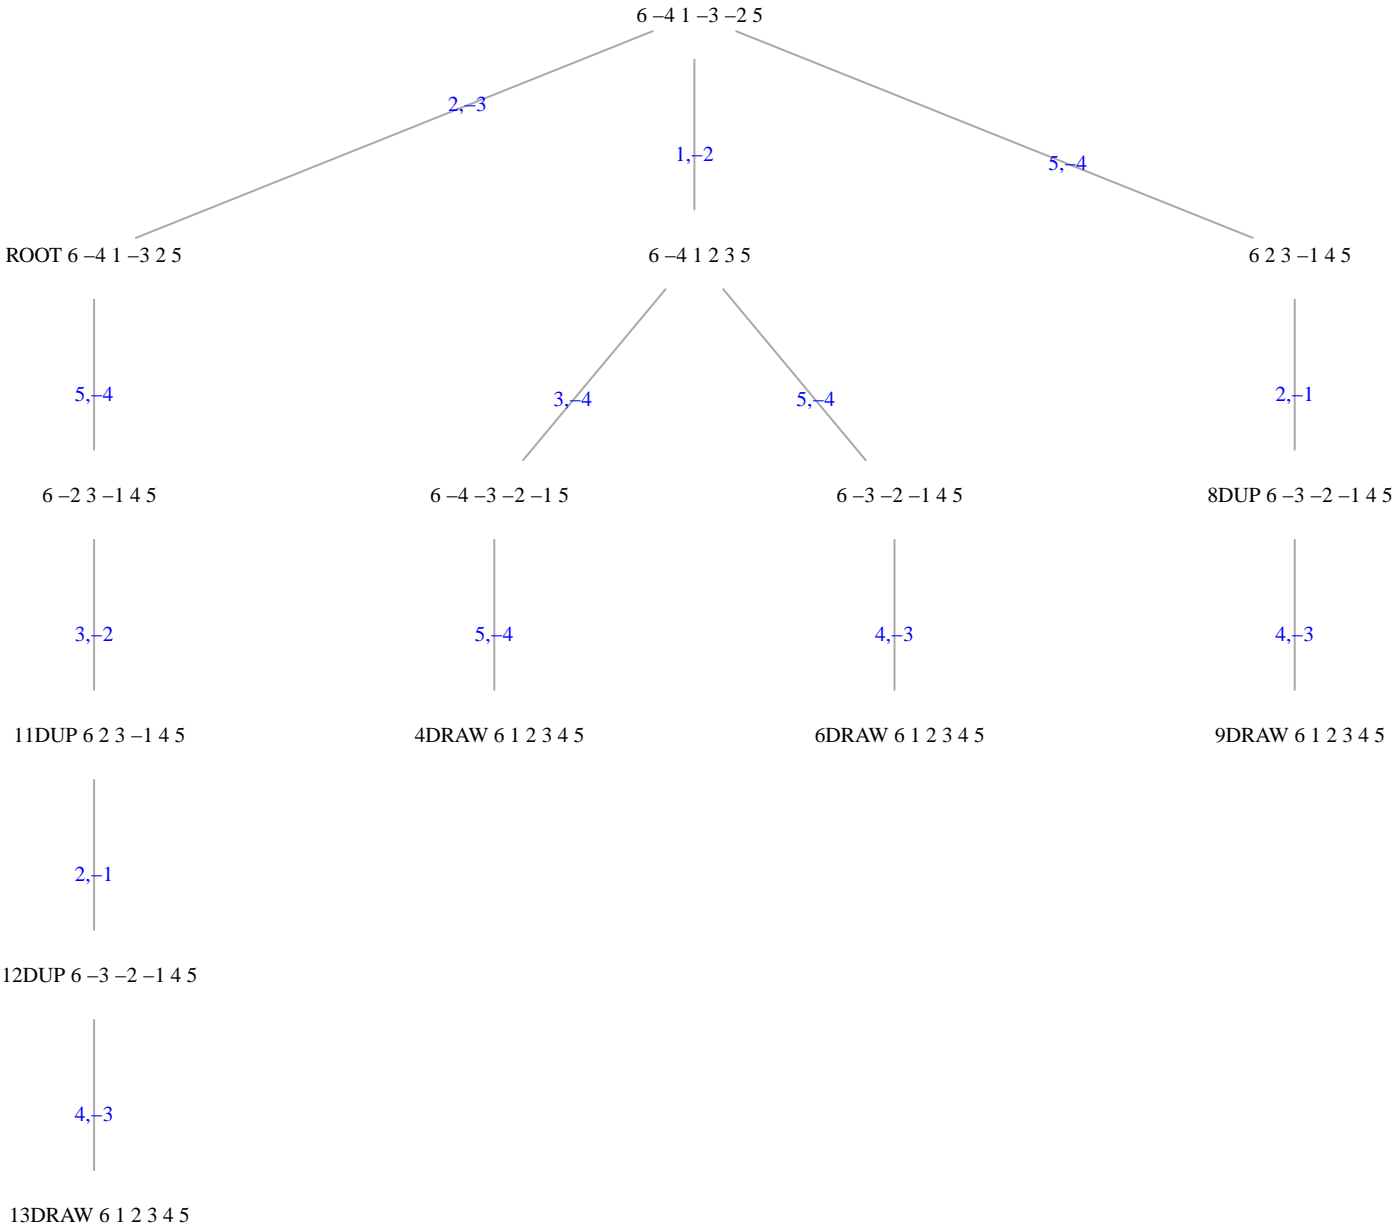 6 –4 1 –3 –2 5
2,–3
1,–2
5,–4
ROOT 6 –4 1 –3 2 5
6 –4 1 2 3 5
6 2 3 –1 4 5
5,–4
3,–4
5,–4
2,–1
6 –2 3 –1 4 5
6 –4 –3 –2 –1 5
6 –3 –2 –1 4 5
8DUP 6 –3 –2 –1 4 5
3,–2
5,–4
4,–3
4,–3
11DUP 6 2 3 –1 4 5
4DRAW 6 1 2 3 4 5
6DRAW 6 1 2 3 4 5
9DRAW 6 1 2 3 4 5
2,–1
12DUP 6 –3 –2 –1 4 5
4,–3
13DRAW 6 1 2 3 4 5